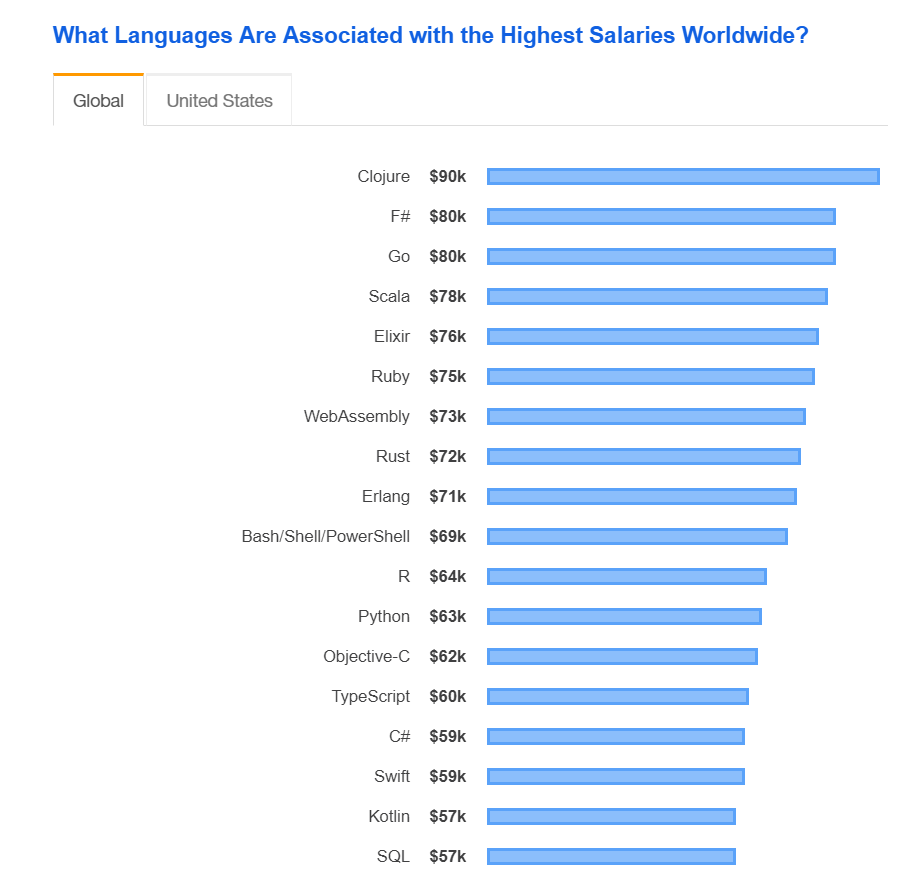 What Languages Are Associated with the Highest Salaries Worldwide?
Global United States
Clojure $90k
F# $80k
Go $80k
Scala $78k
Elixir $76k
Ruby $75k
WebAssembly $73k
Rust $72k
Erlang $71k
Bash/Shell/PowerShell $69k
R $64k
Python $63k
Objective-C $62k
TypeScript $60k
C# $59k
Swift $59k
Kotlin $57k
SQL $57k